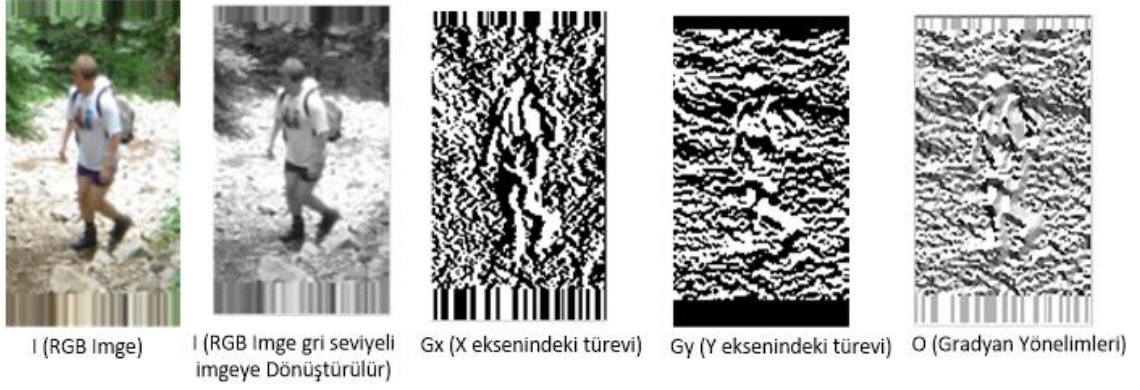 I (RGB Imge)
I (RGB Imge gri seviyeli
imgeye Dönüştürülür)
Gx (X eksenindeki türevi)
Gy (Y eksenindeki türevi)
O (Gradyan Yönelimleri)